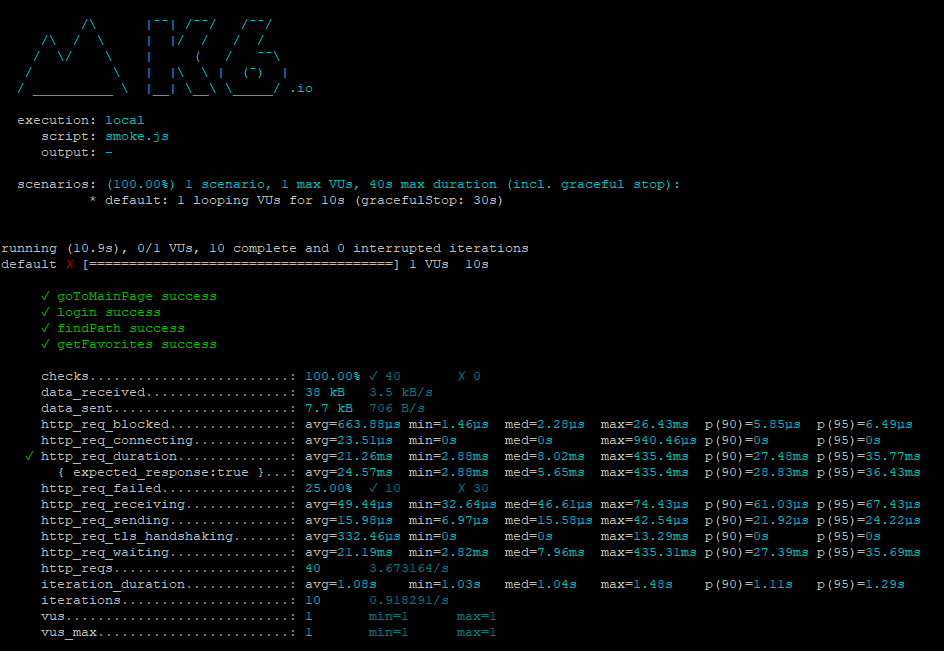 /\      |‾‾| /‾‾/   /‾‾/
     /\  /  \     |  |/  /   /  /
    /  \/    \    |     (   /   ‾‾\
   /          \   |  |\  \ |  (‾)  |
  / __________ \  |__| \__\ \_____/ .io
execution: local
script: smoke.js
output: -
scenarios: (100.00%) 1 scenario, 1 max VUs, 40s max duration (incl. graceful stop):
* default: 1 looping VUs for 10s (gracefulStop: 30s)
running (10.9s), 0/1 VUs, 10 complete and 0 interrupted iterations
default ✗ [======================================] 1 VUs  10s
✓ goToMainPage success
✓ login success
✓ findPath success
✓ getFavorites success
checks.........................: 100.00% ✓ 40       ✗ 0
data_received..................: 38 kB   3.5 kB/s
data_sent......................: 7.7 kB  706 B/s
http_req_blocked...............: avg=663.88µs min=1.46µs  med=2.28µs  max=26.43ms  p(90)=5.85µs  p(95)=6.49µs
http_req_connecting............: avg=23.51µs  min=0s      med=0s      max=940.46µs p(90)=0s      p(95)=0s
✓ http_req_duration..............: avg=21.26ms  min=2.88ms  med=8.02ms  max=435.4ms  p(90)=27.48ms p(95)=35.77ms
{ expected_response:true }...: avg=24.57ms  min=2.88ms  med=5.65ms  max=435.4ms  p(90)=28.83ms p(95)=36.43ms
http_req_failed................: 25.00%  ✓ 10       ✗ 30
http_req_receiving.............: avg=49.44µs  min=32.64µs med=46.61µs max=74.43µs  p(90)=61.03µs p(95)=67.43µs
http_req_sending...............: avg=15.98µs  min=6.97µs  med=15.58µs max=42.54µs  p(90)=21.92µs p(95)=24.22µs
http_req_tls_handshaking.......: avg=332.46µs min=0s      med=0s      max=13.29ms  p(90)=0s      p(95)=0s
http_req_waiting...............: avg=21.19ms  min=2.82ms  med=7.96ms  max=435.31ms p(90)=27.39ms p(95)=35.69ms
http_reqs......................: 40      3.673164/s
iteration_duration.............: avg=1.08s    min=1.03s   med=1.04s   max=1.48s    p(90)=1.11s   p(95)=1.29s
iterations.....................: 10      0.918291/s
vus............................: 1       min=1      max=1
vus_max........................: 1       min=1      max=1